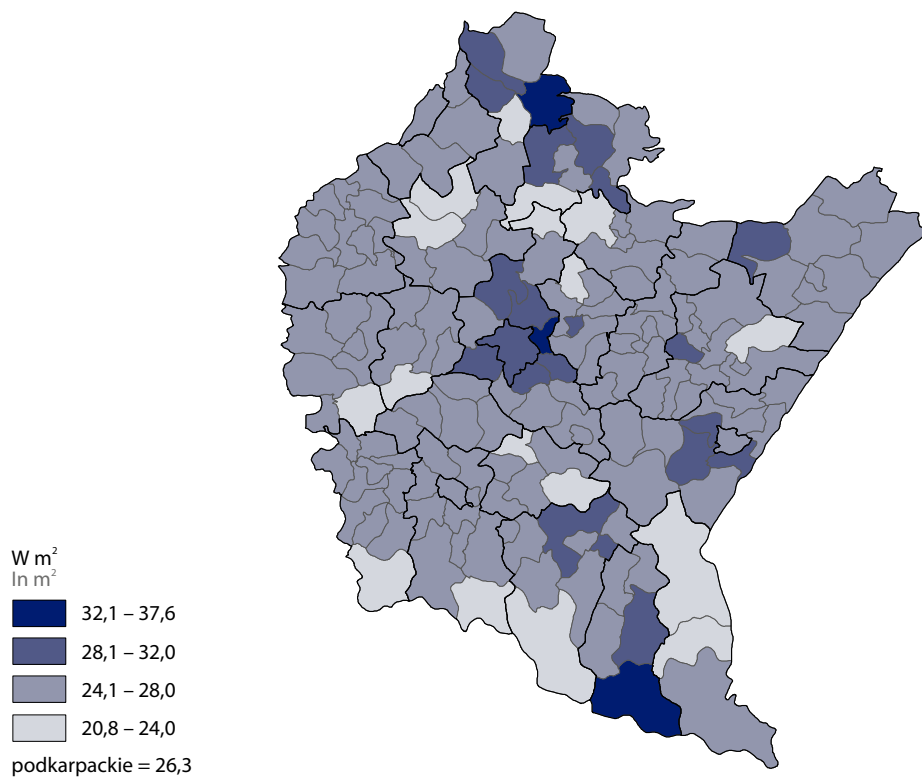 W m²
In m²
32,1 – 37,6
28,1 – 32,0
24,1 – 28,0
20,8 – 24,0
podkarpackie = 26,3